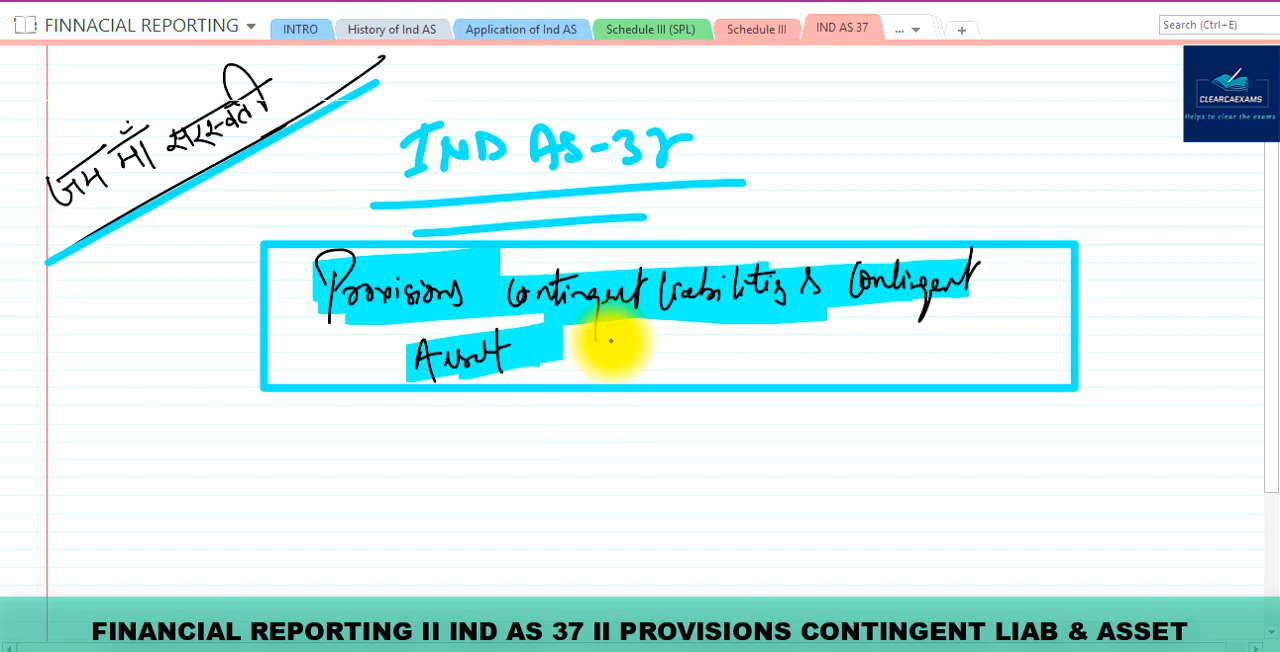 FINNACIAL REPORTING
INTRO
History of Ind AS
Application of Ind AS
Schedule III (SPL)
Schedule III
IND AS 37
...
+
Search (Ctrl+E)
CLEARCAEXAMS
Helps to clear the exams
जय माँ सरस्वती
IND AS-37
Provisions contingent liabilities & contingent
Asset
FINANCIAL REPORTING II IND AS 37 II PROVISIONS CONTINGENT LIAB & ASSET